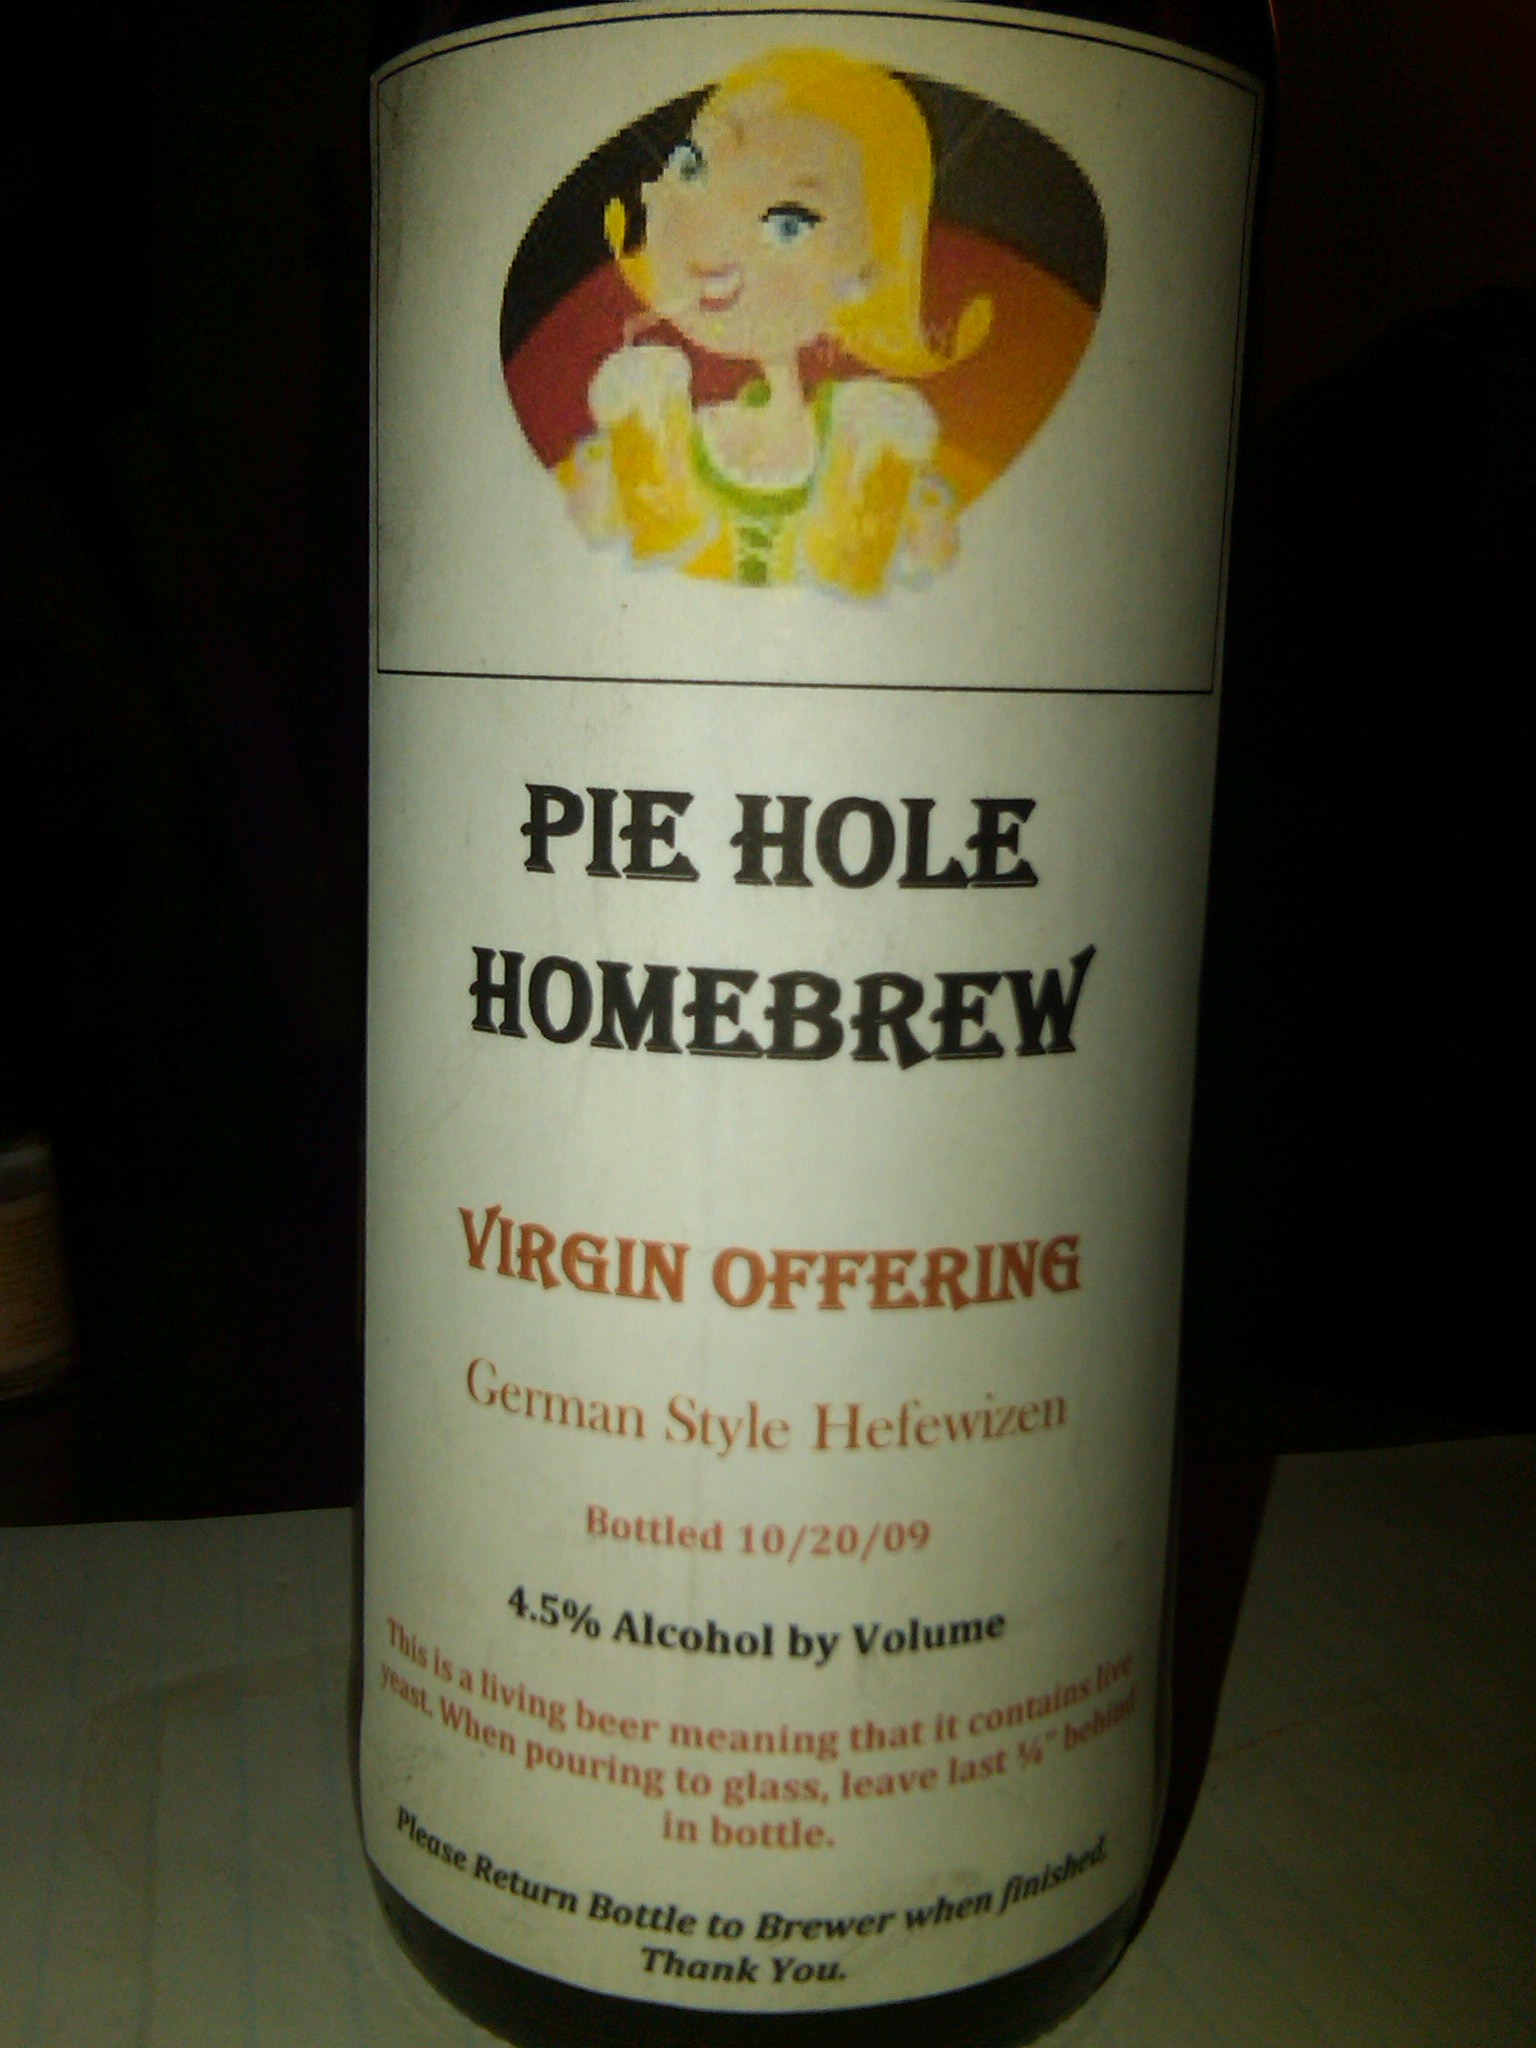 PIE HOLE
HOMEBREW
VIRGIN OFFERING
German Style Hefewizen
Bottled 10/20/09
4.5% Alcohol by Volume
This is a living beer meaning that it contains live
yeast. When pouring to glass, leave last ¼" behind
in bottle.
Please Return Bottle to Brewer when finished.
Thank You.